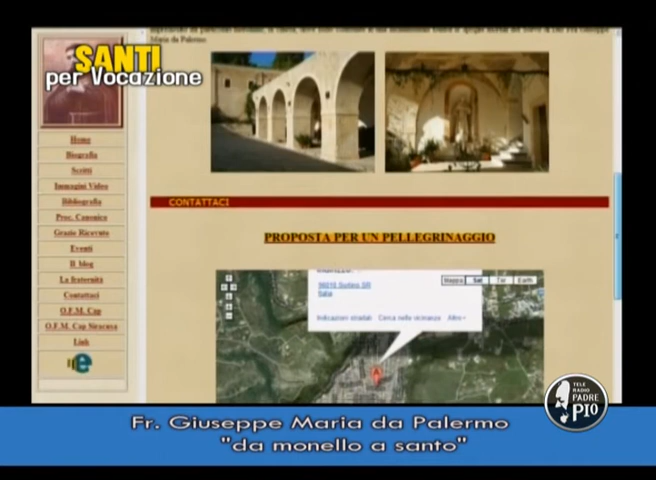 Maria da Palermo
SANTI
per Vocazione
Home
Biografia
Scritti
Immagini Video
Bibliografia
Proc. Canonico
Grazie Ricevute
Eventi
Il blog
La fraternità
Contattaci
O.F.M. Cap
O.F.M. Cap Siracusa
Link
CONTATTACI
PROPOSTA PER UN PELLEGRINAGGIO
96010 Sortino SR
Italia
Indicazioni stradali Cerca nelle vicinanze Altro
Mappa Sat Ter Earth
A
TELE
RADIO
PADRE
PIO
Fr. Giuseppe Maria da Palermo
"da monello a santo"